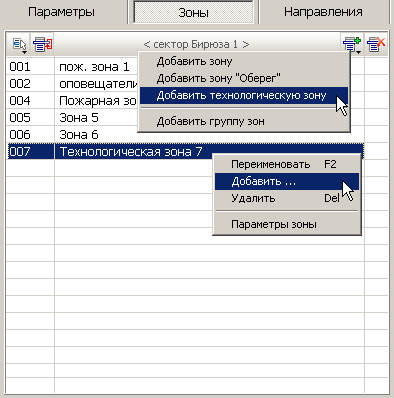 Параметры Зоны Направления
< сектор Бирюза 1 >
001 пож. зона 1
002 оповещатели
004 Пожарная зо
005 Зона 5
006 Зона 6
007 Технологическая зона 7
Добавить зону
Добавить зону "Оберег"
Добавить технологическую зону
Добавить группу зон
Переименовать F2
Добавить ...
Удалить Del
Параметры зоны